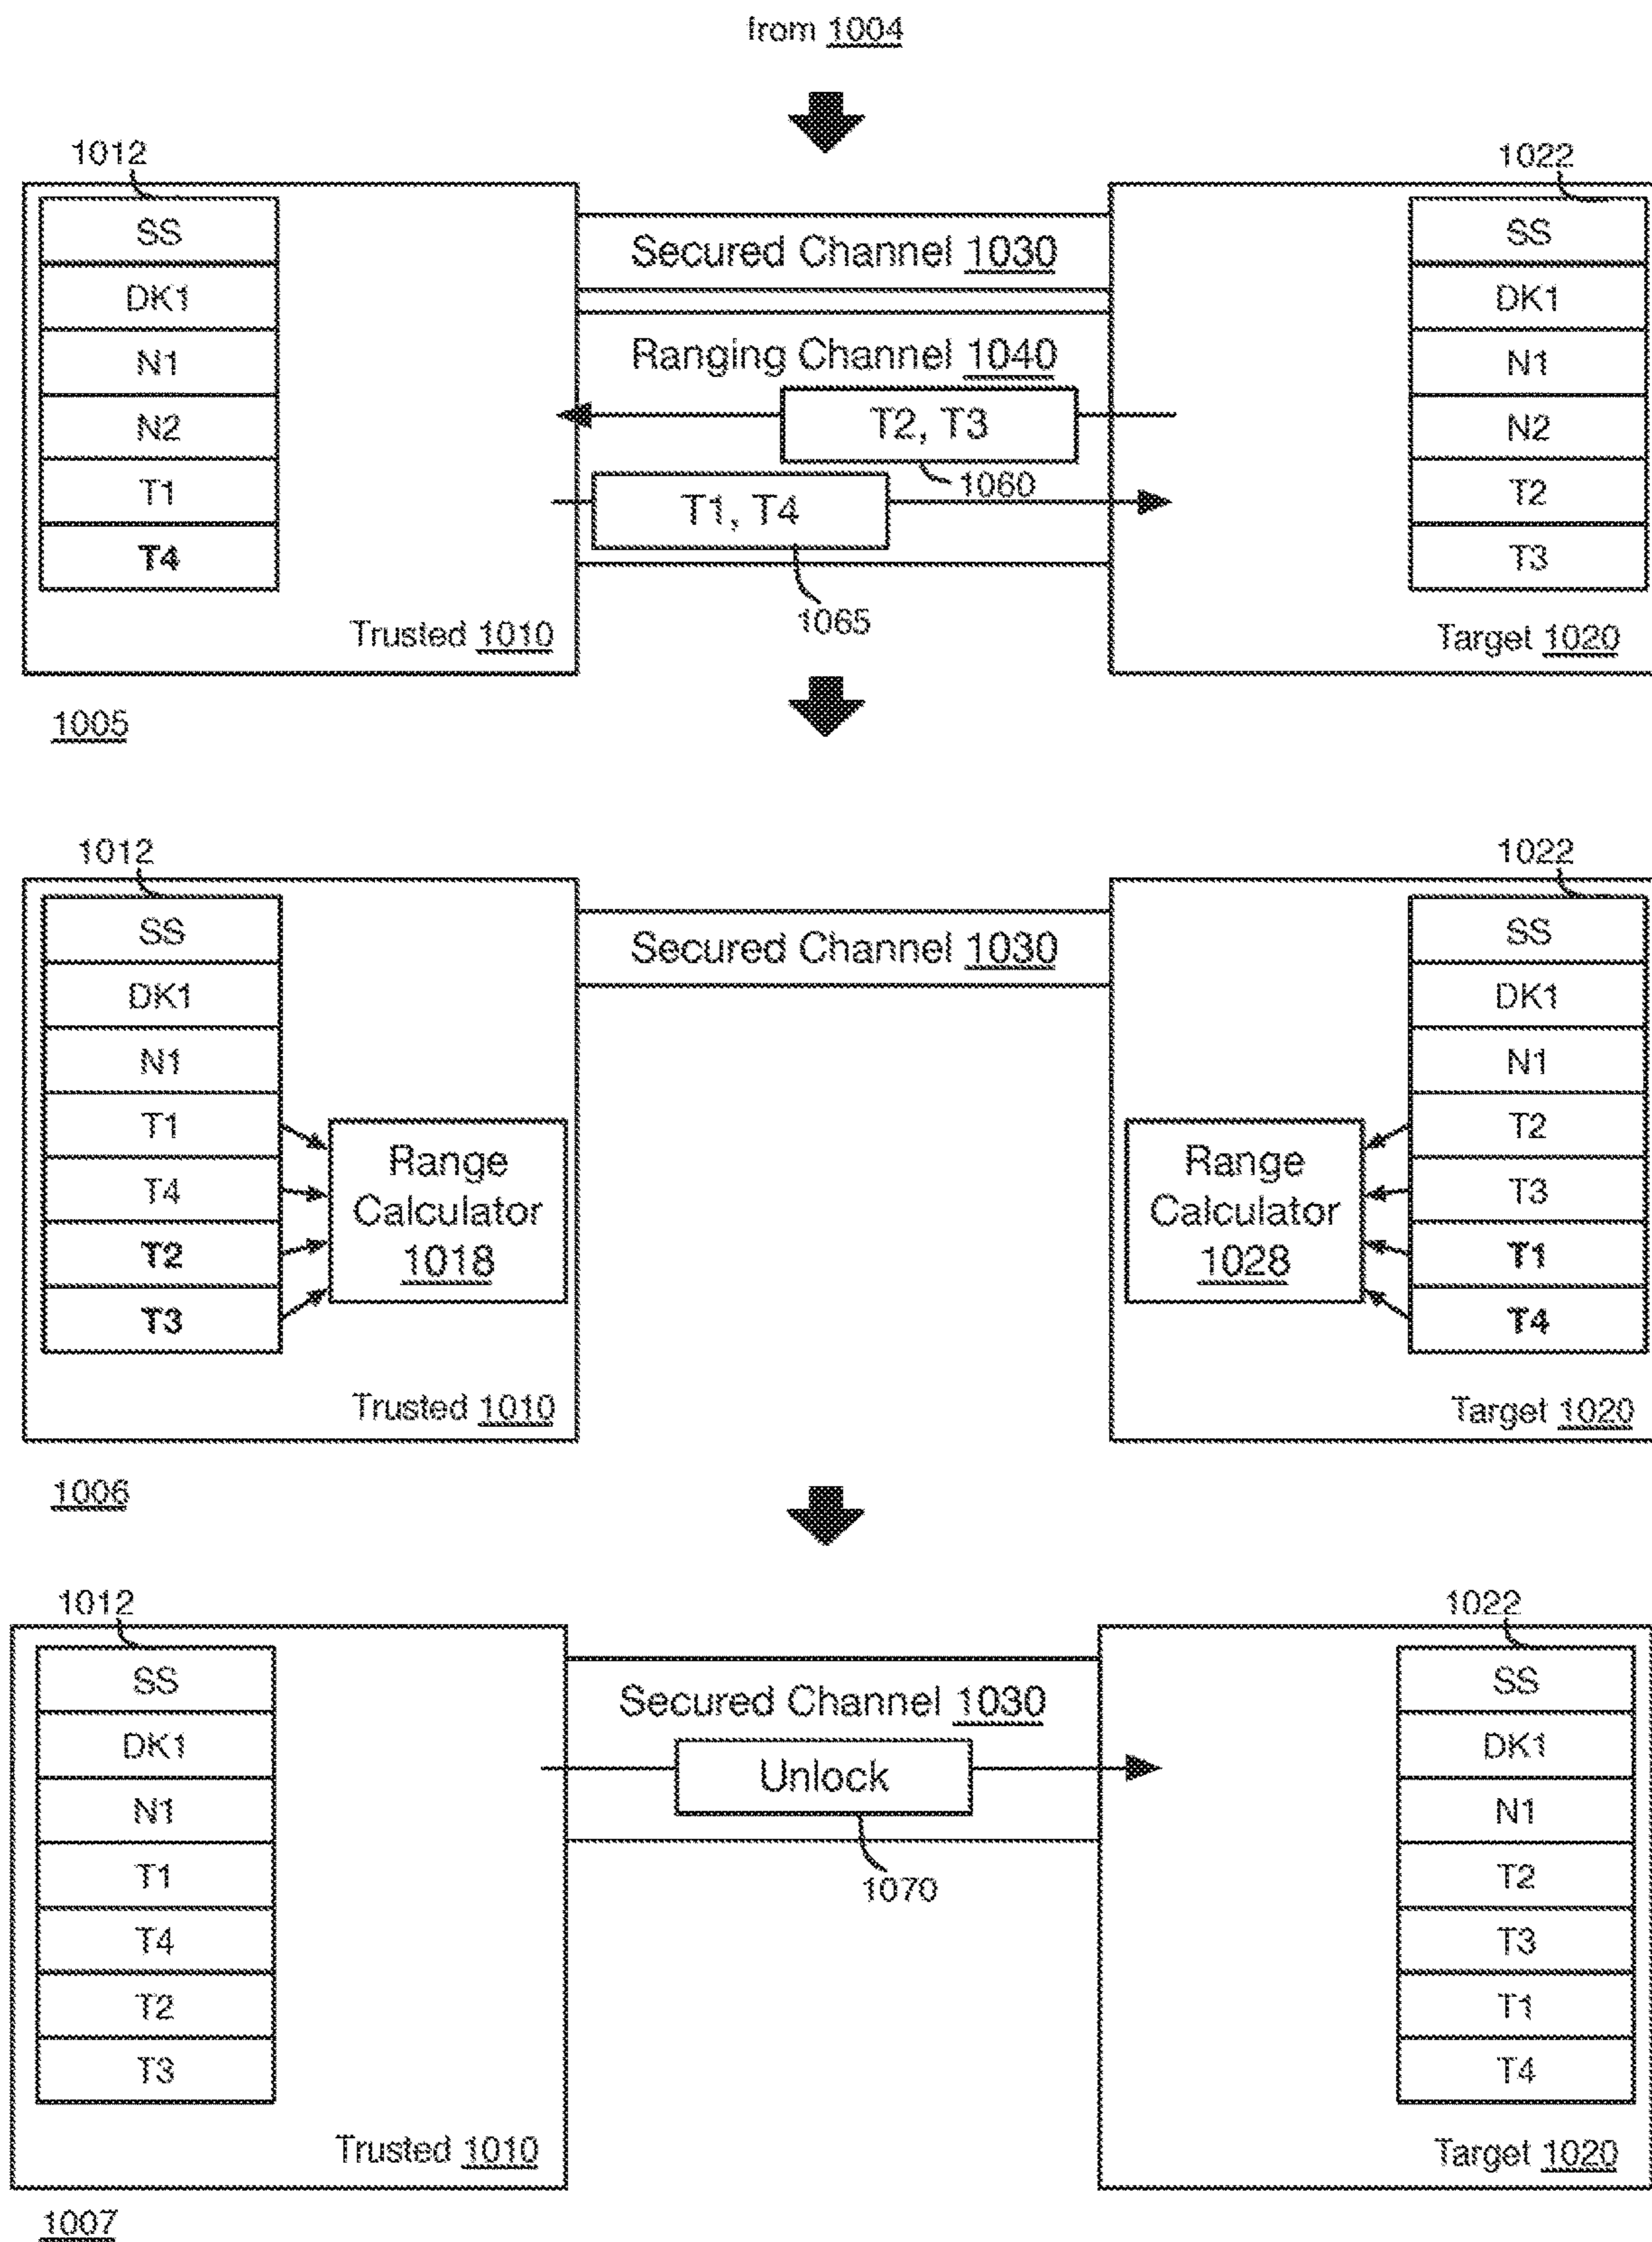 from 1004
1012
1022
SS
DK1
N1
N2
T1
T4
Secured Channel 1030
Ranging Channel 1040
T2, T3
1060
T1, T4
1065
SS
DK1
N1
N2
T2
T3
Trusted 1010
Target 1020
1005
1012
1022
SS
DK1
N1
T1
T4
T2
T3
Range
Calculator
1018
Secured Channel 1030
Range
Calculator
1028
SS
DK1
N1
T2
T3
T1
T4
Trusted 1010
Target 1020
1006
1012
1022
SS
DK1
N1
T1
T4
T2
T3
Secured Channel 1030
Unlock
1070
SS
DK1
N1
T2
T3
T1
T4
Trusted 1010
Target 1020
1007